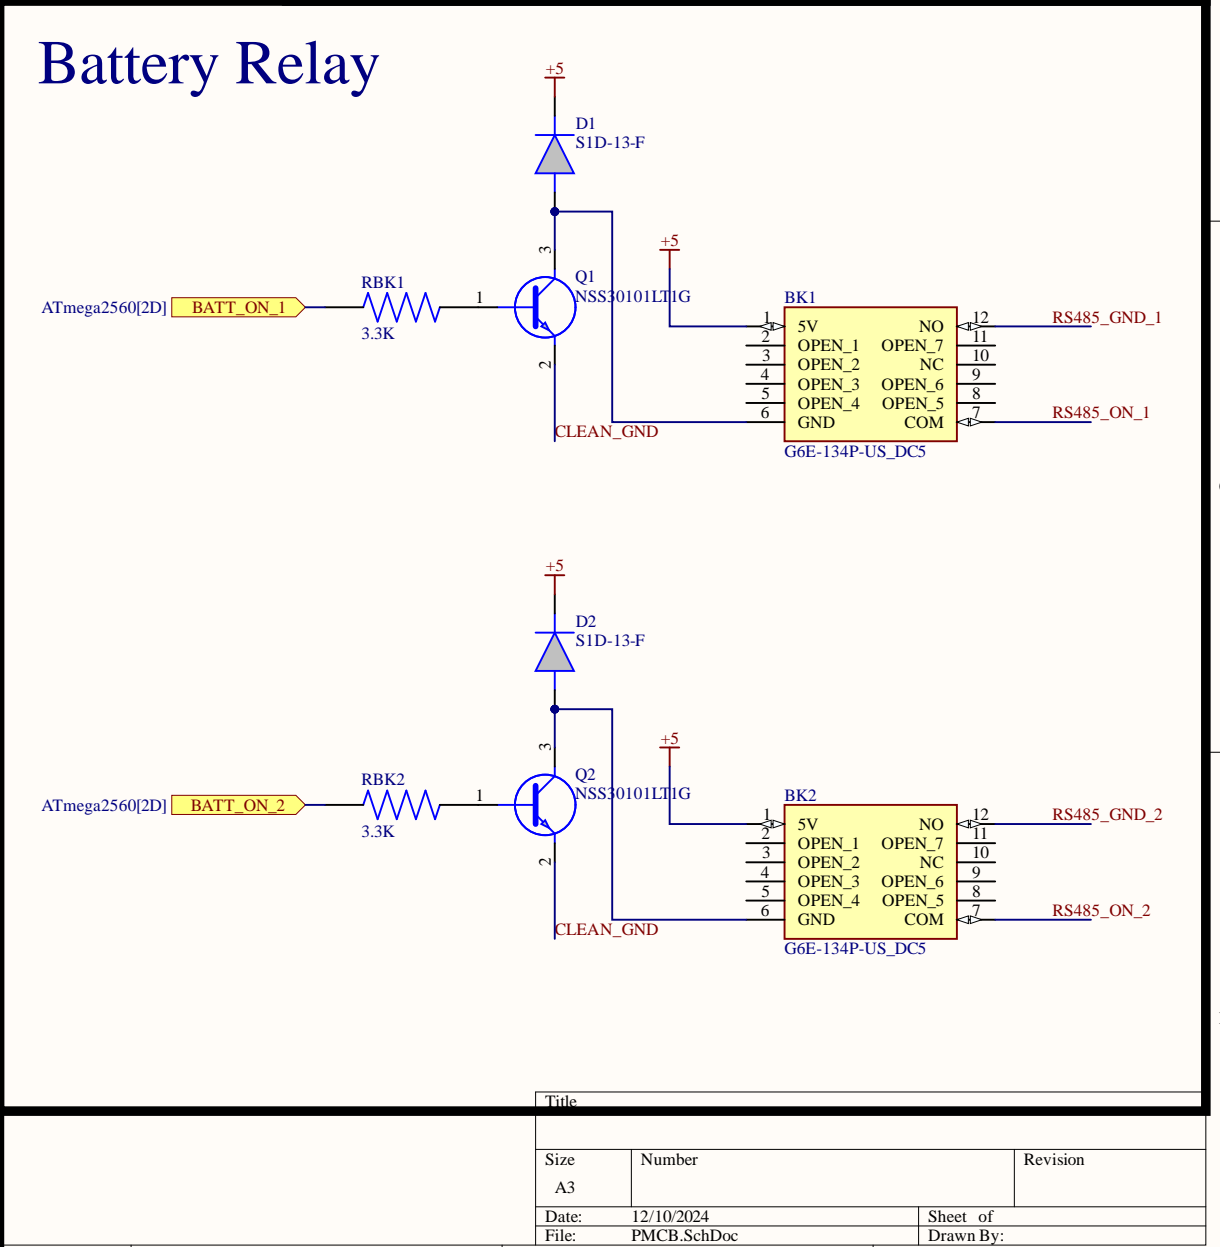 Battery Relay
+5
D1
S1D-13-F
3
+5
RBK1
Q1
NSS30101LT1G
ATmega2560[2D]
BATT_ON_1
1
3.3K
2
CLEAN_GND
BK1
1 5V NO 12 RS485_GND_1
2 OPEN_1 OPEN_7 11
3 OPEN_2 NC 10
4 OPEN_3 OPEN_6 9
5 OPEN_4 OPEN_5 8
6 GND COM 7 RS485_ON_1
G6E-134P-US_DC5
+5
D2
S1D-13-F
3
+5
RBK2
Q2
NSS30101LT1G
ATmega2560[2D]
BATT_ON_2
1
3.3K
2
CLEAN_GND
BK2
1 5V NO 12 RS485_GND_2
2 OPEN_1 OPEN_7 11
3 OPEN_2 NC 10
4 OPEN_3 OPEN_6 9
5 OPEN_4 OPEN_5 8
6 GND COM 7 RS485_ON_2
G6E-134P-US_DC5
Title
Size Number Revision
A3
Date: 12/10/2024 Sheet of
File: PMCB.SchDoc Drawn By: